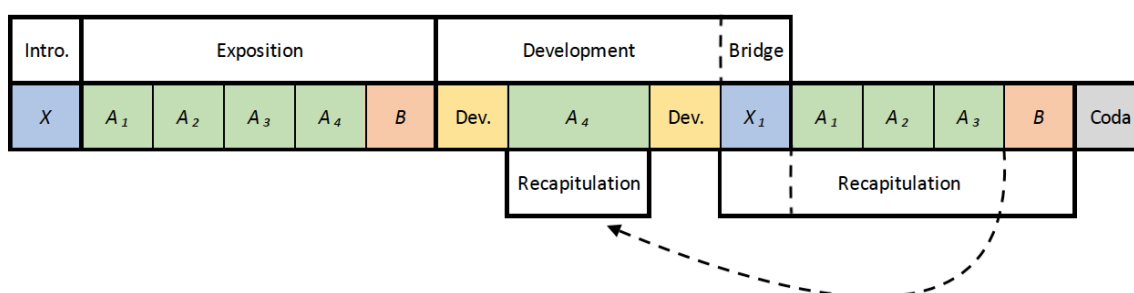 Intro. Exposition Development Bridge
X A₁ A₂ A₃ A₄ B Dev. A₄ Dev. X₁ A₁ A₂ A₃ B Coda
Recapitulation Recapitulation